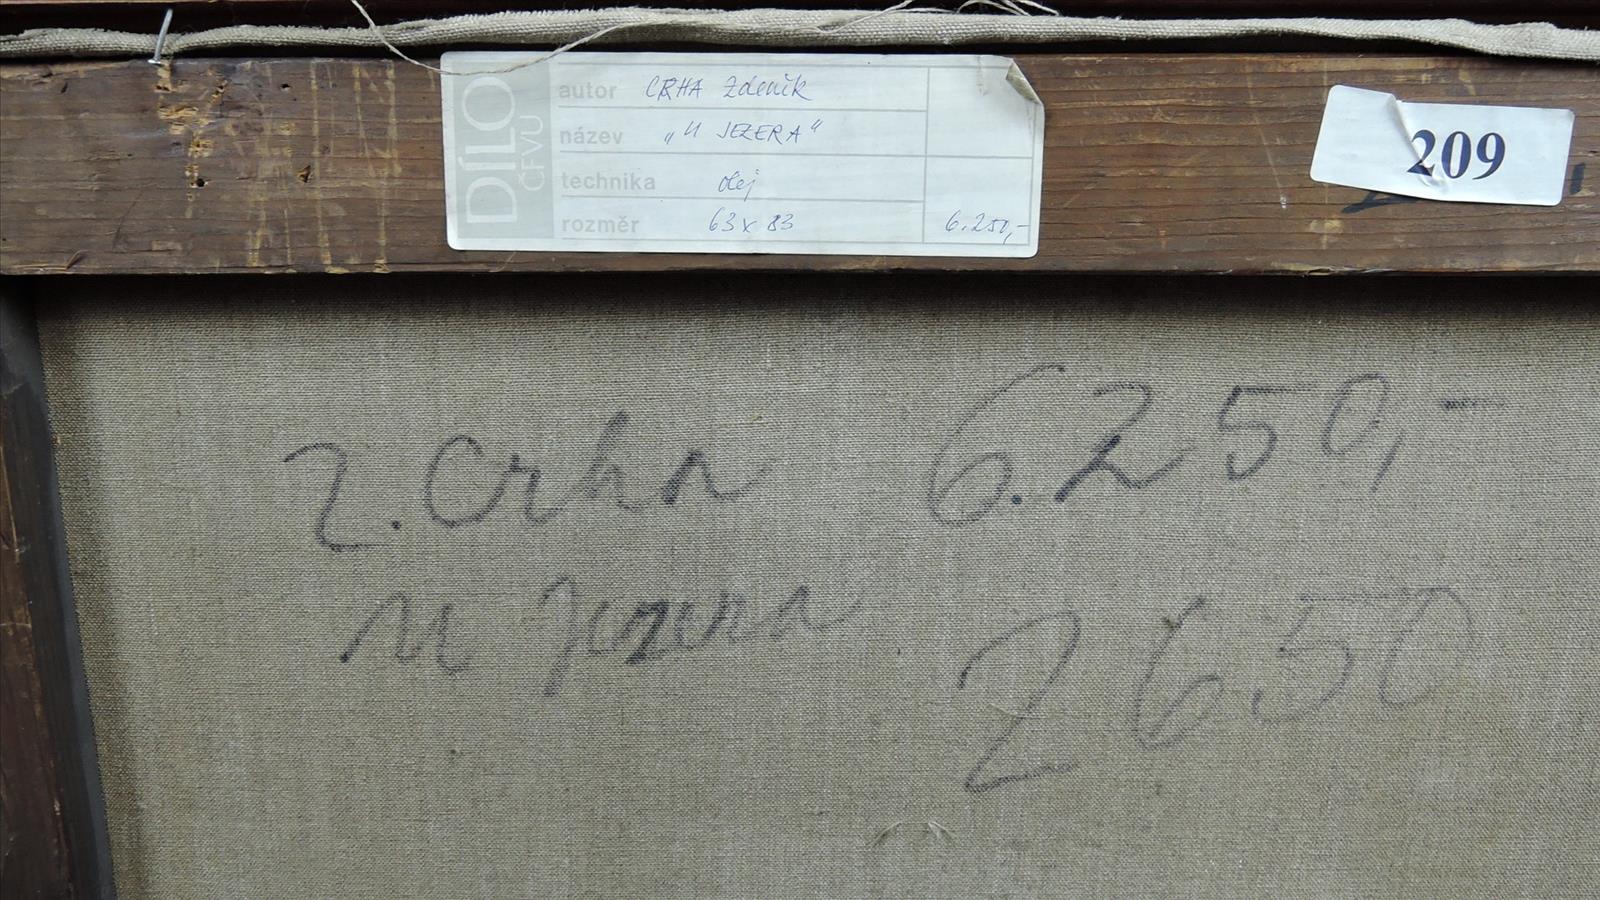 DÍLO
ČFVU
autor CRHA Zdeněk
název „U JEZERA“
technika olej
rozměr 63 x 83 6.250,-
209
Z. Crha 6.250,-
U Jezera 2650